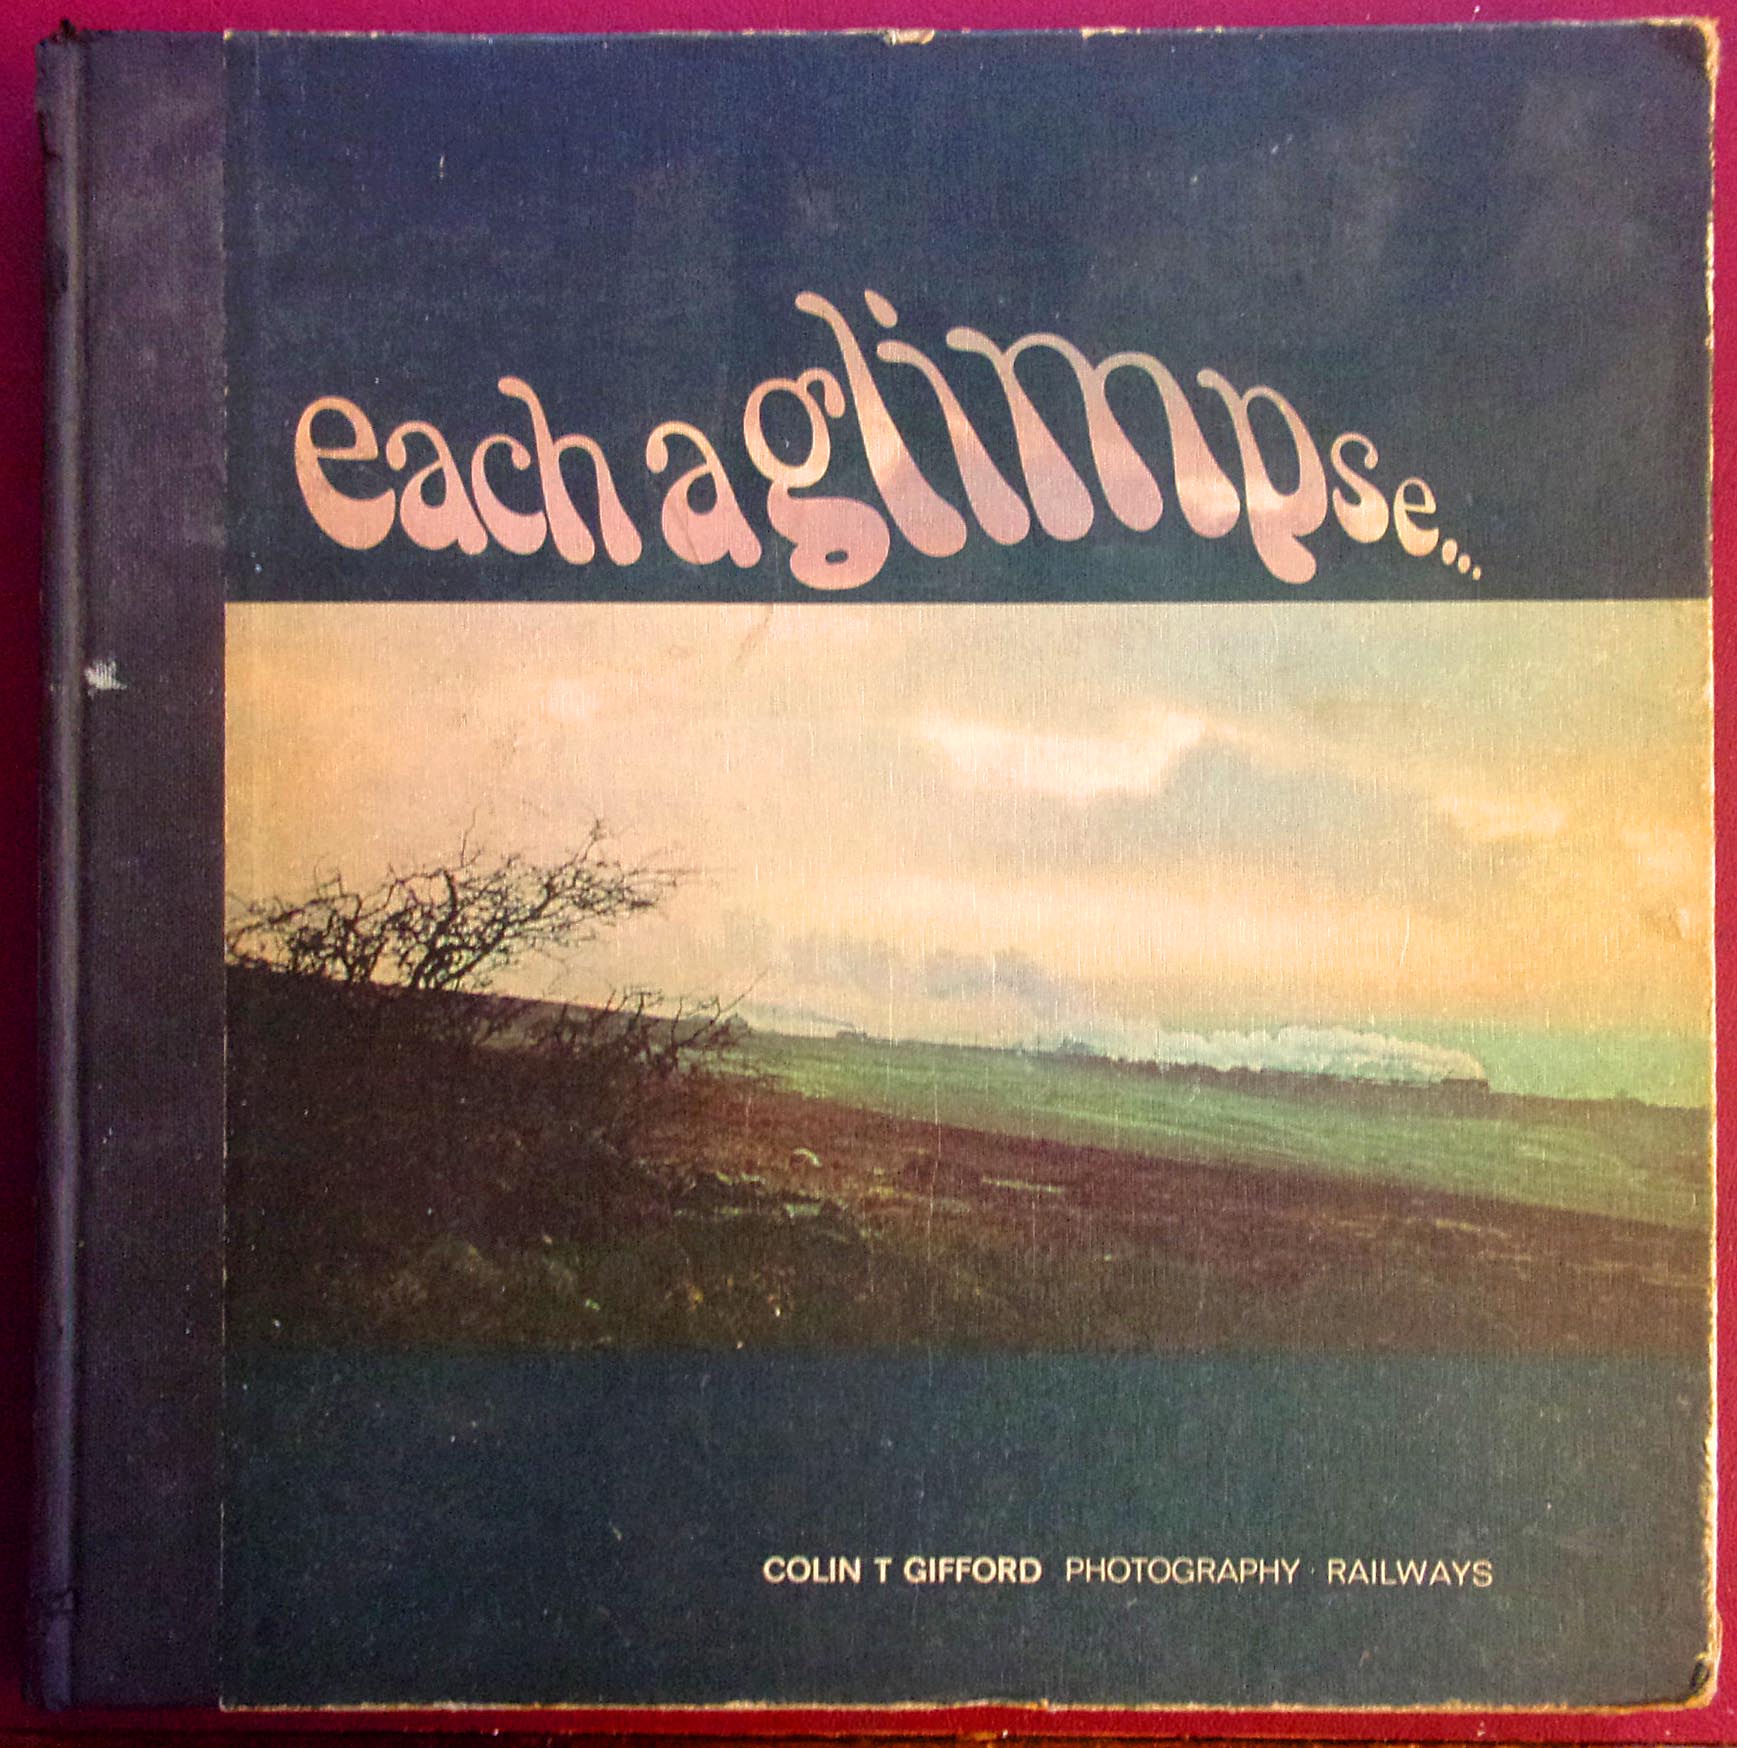 each a glimpse...
COLIN T GIFFORD PHOTOGRAPHY · RAILWAYS